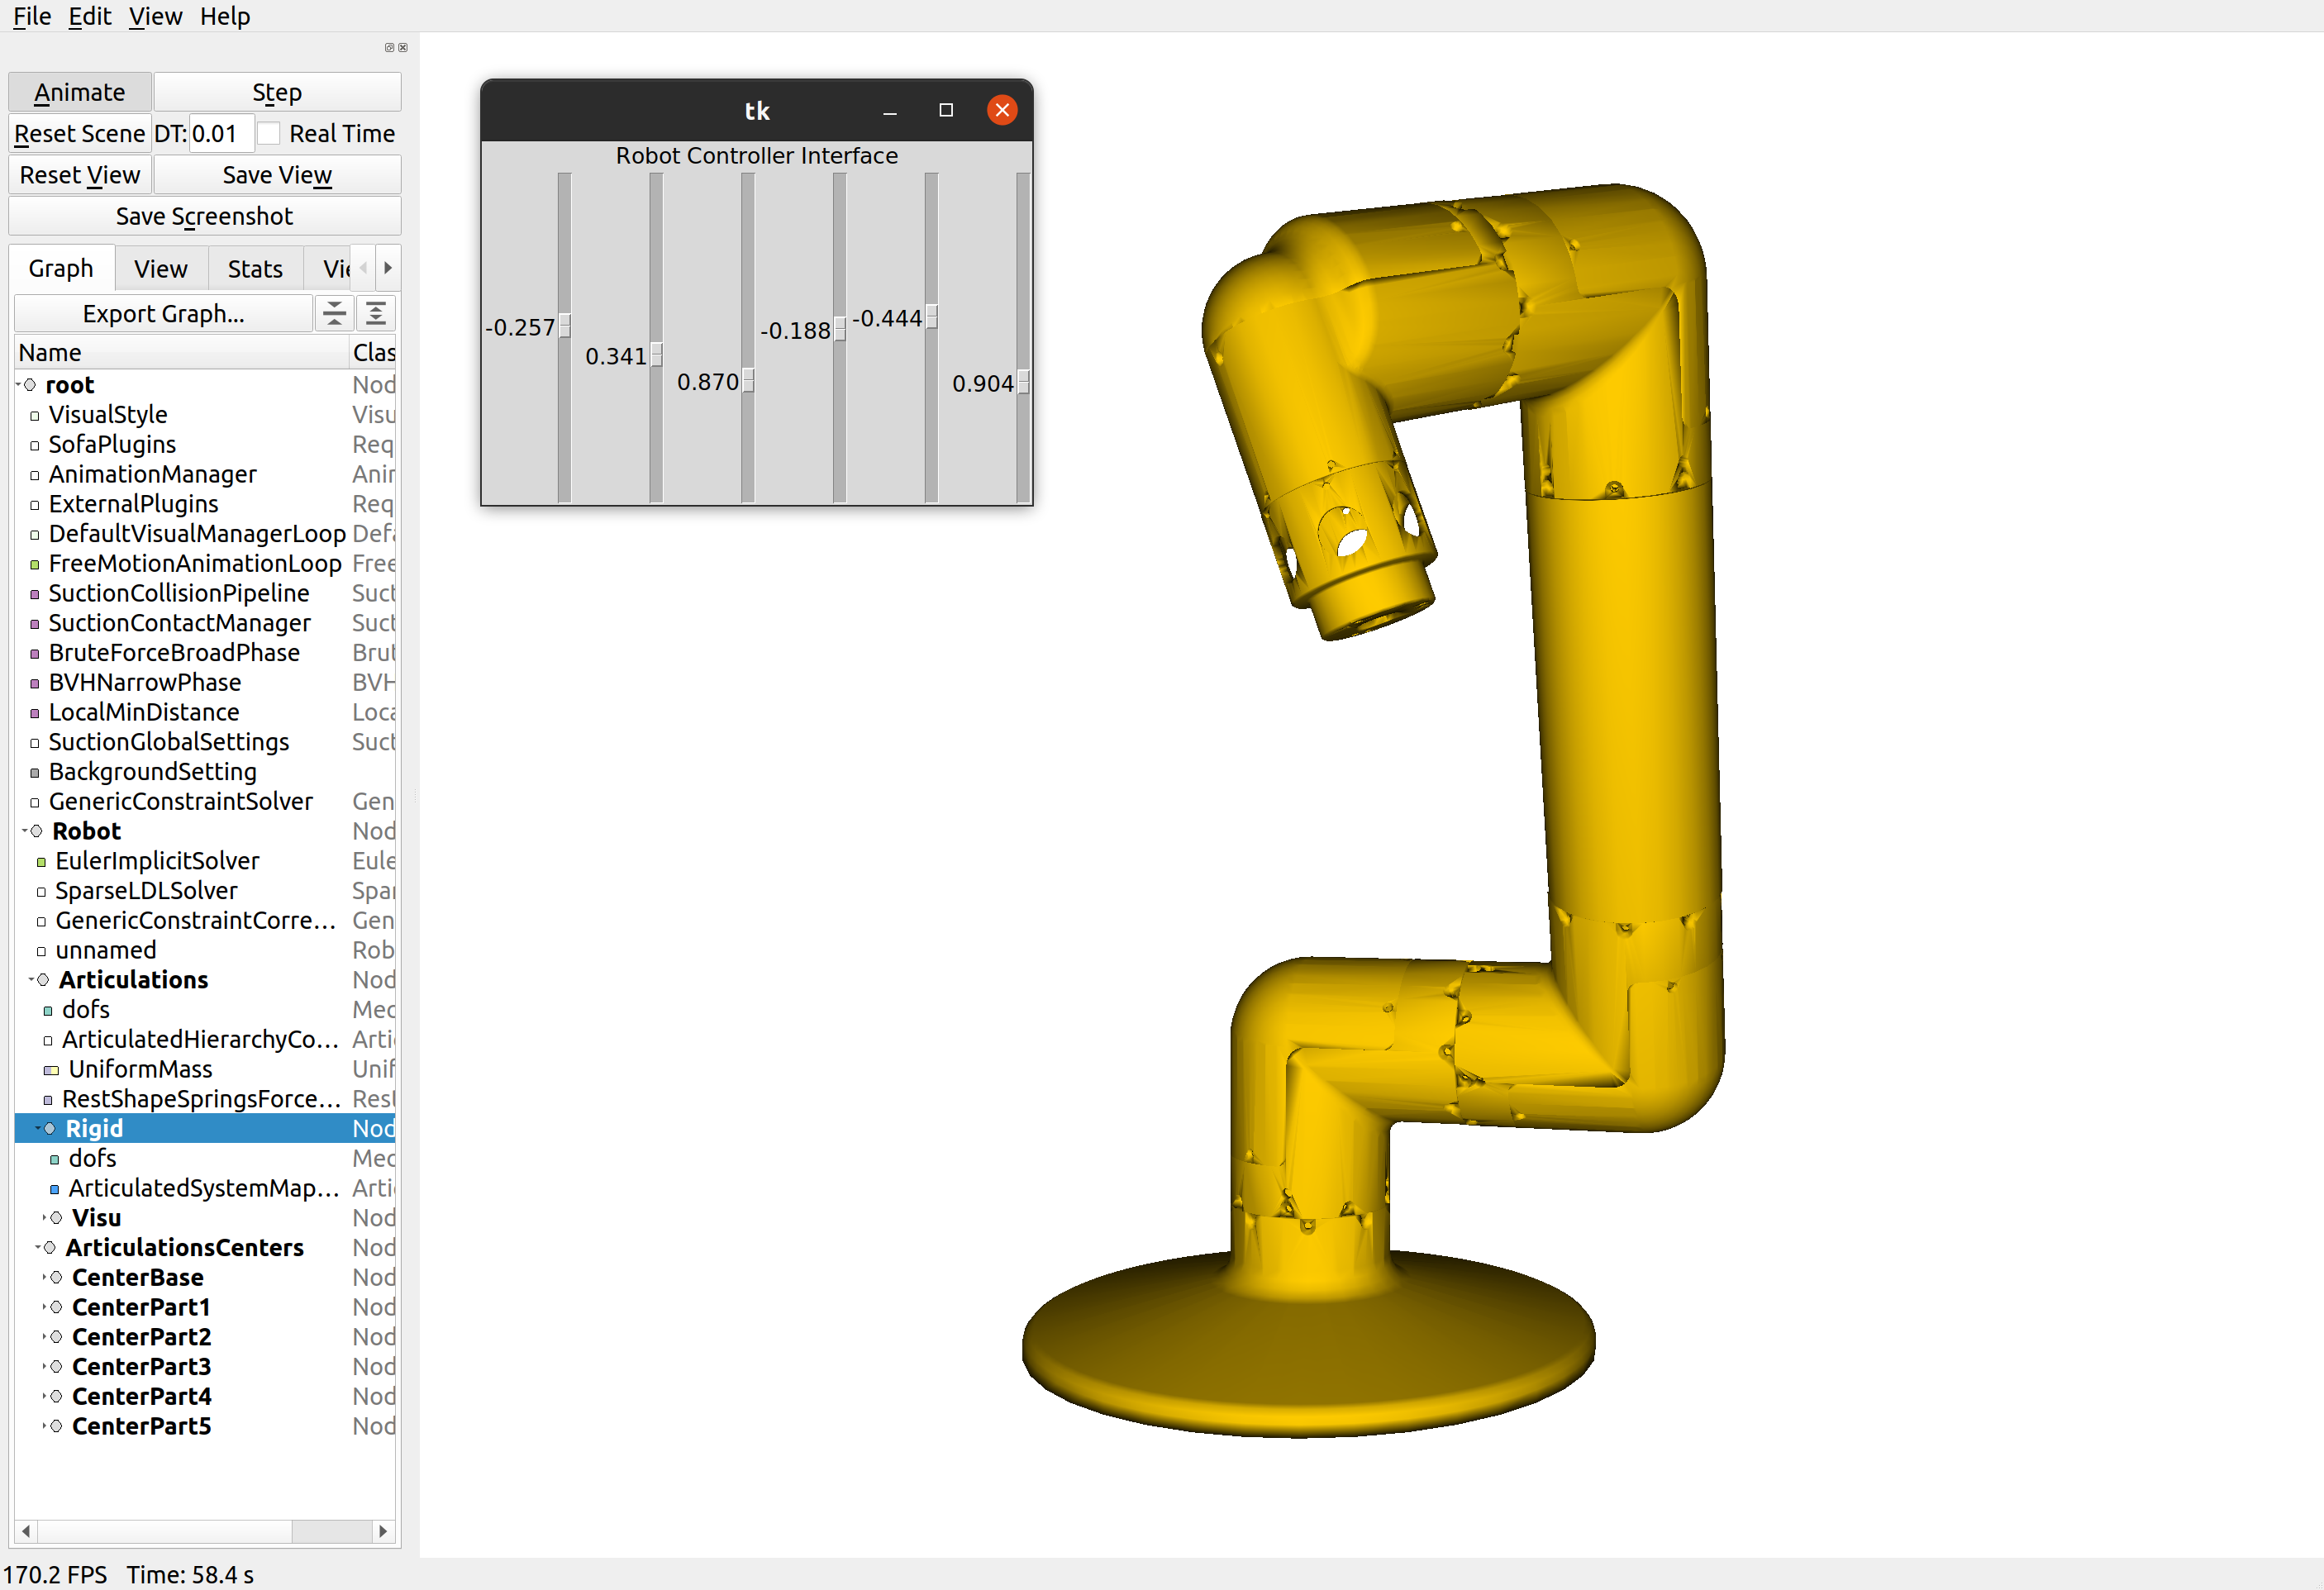 File Edit View Help
Animate Step
Reset Scene DT: 0.01 Real Time
Reset View Save View
Save Screenshot
Graph View Stats Vi
Export Graph...
Name Clas
root Nod
VisualStyle Visu
SofaPlugins Req
AnimationManager Anir
ExternalPlugins Req
DefaultVisualManagerLoop Defa
FreeMotionAnimationLoop Free
SuctionCollisionPipeline Suct
SuctionContactManager Suct
BruteForceBroadPhase Brut
BVHNarrowPhase BVH
LocalMinDistance Loca
SuctionGlobalSettings Suct
BackgroundSetting
GenericConstraintSolver Gen
Robot Nod
EulerImplicitSolver Eule
SparseLDLSolver Spar
GenericConstraintCorre... Gen
unnamed Rob
Articulations Nod
dofs Mec
ArticulatedHierarchyCo... Arti
UniformMass Unif
RestShapeSpringsForce... Rest
Rigid Nod
dofs Mec
ArticulatedSystemMap... Arti
Visu Nod
ArticulationsCenters Nod
CenterBase Nod
CenterPart1 Nod
CenterPart2 Nod
CenterPart3 Nod
CenterPart4 Nod
CenterPart5 Nod
170.2 FPS Time: 58.4 s
tk
Robot Controller Interface
-0.257
0.341
0.870
-0.188
-0.444
0.904